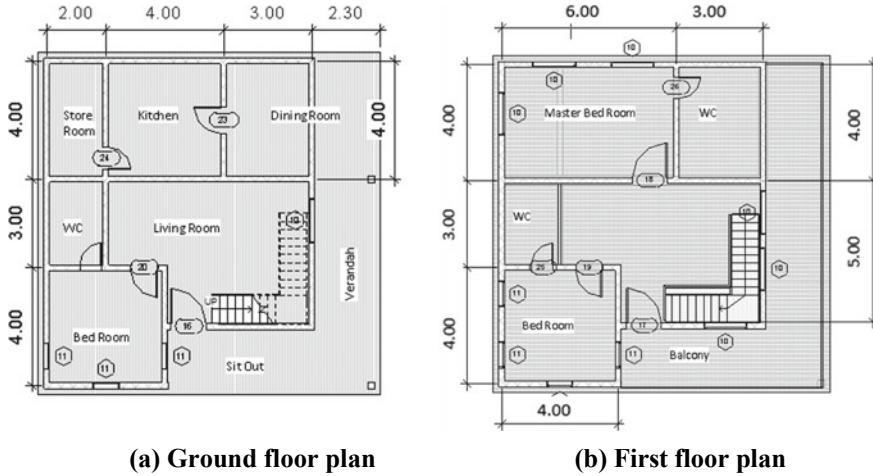 2.00 4.00 3.00 2.30
4.00
3.00
4.00
4.00
Store
Room
Kitchen
Dining Room
23
24
WC
Living Room
10
20
UP
16
Bed Room
11
11
11
Sit Out
Verandah
(a) Ground floor plan
6.00 3.00
4.00
3.00
4.00
4.00
5.00
10
10
10
Master Bed Room
26
WC
18
WC
10
10
25
19
11
11
11
Bed Room
17
10
Balcony
4.00
(b) First floor plan